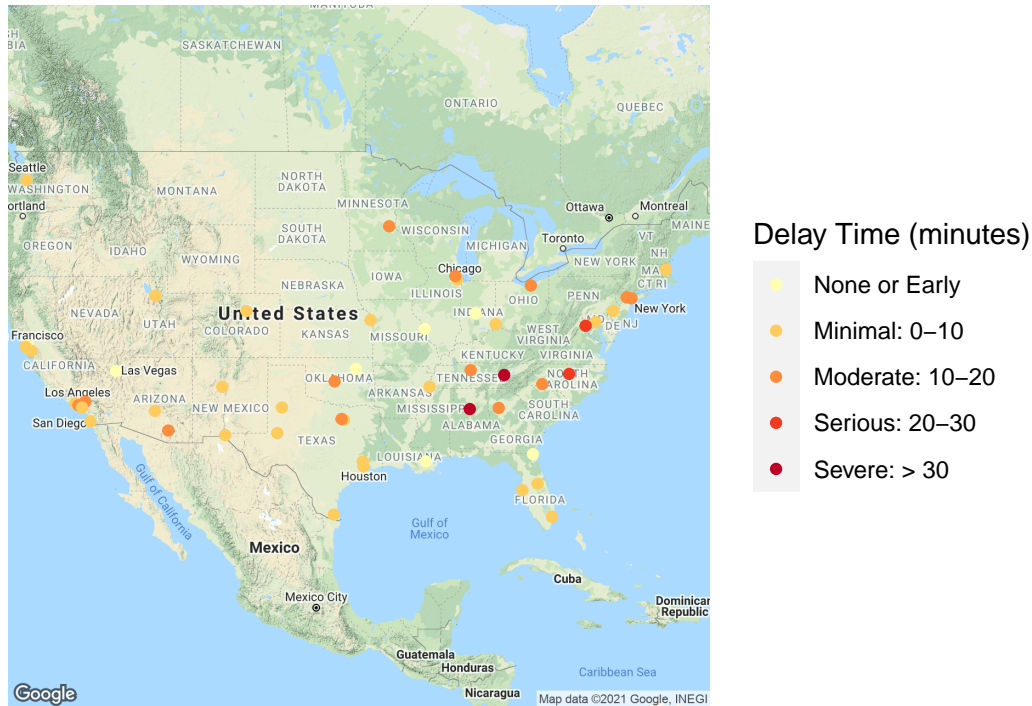 MANITOBA
SH
BIA
SASKATCHEWAN
ONTARIO
QUEBEC
Seattle
WASHINGTON
MONTANA
NORTH
DAKOTA
MINNESOTA
ortland
Ottawa
Montreal
MAINE
OREGON
SOUTH
DAKOTA
WISCONSIN
MICHIGAN
Toronto
VT
NH
IDAHO
WYOMING
NEW YORK
MA
CT RI
IOWA
Chicago
NEBRASKA
ILLINOIS
OHIO
PENN
NEVADA
United States
INDIANA
New York
UTAH
COLORADO
KANSAS
MISSOURI
WEST
VIRGINIA
MD
DE NJ
Francisco
KENTUCKY
VIRGINIA
CALIFORNIA
Las Vegas
OKLAHOMA
TENNESSEE
NORTH
CAROLINA
Los Angeles
ARIZONA
NEW MEXICO
ARKANSAS
MISSISSIPPI
SOUTH
CAROLINA
San Diego
ALABAMA
TEXAS
GEORGIA
LOUISIANA
Houston
Gulf of California
FLORIDA
Gulf of
Mexico
Mexico
Cuba
Mexico City
Dominican
Republic
Guatemala
Honduras
Caribbean Sea
Nicaragua
Google
Map data ©2021 Google, INEGI
Delay Time (minutes)
None or Early
Minimal: 0−10
Moderate: 10−20
Serious: 20−30
Severe: > 30